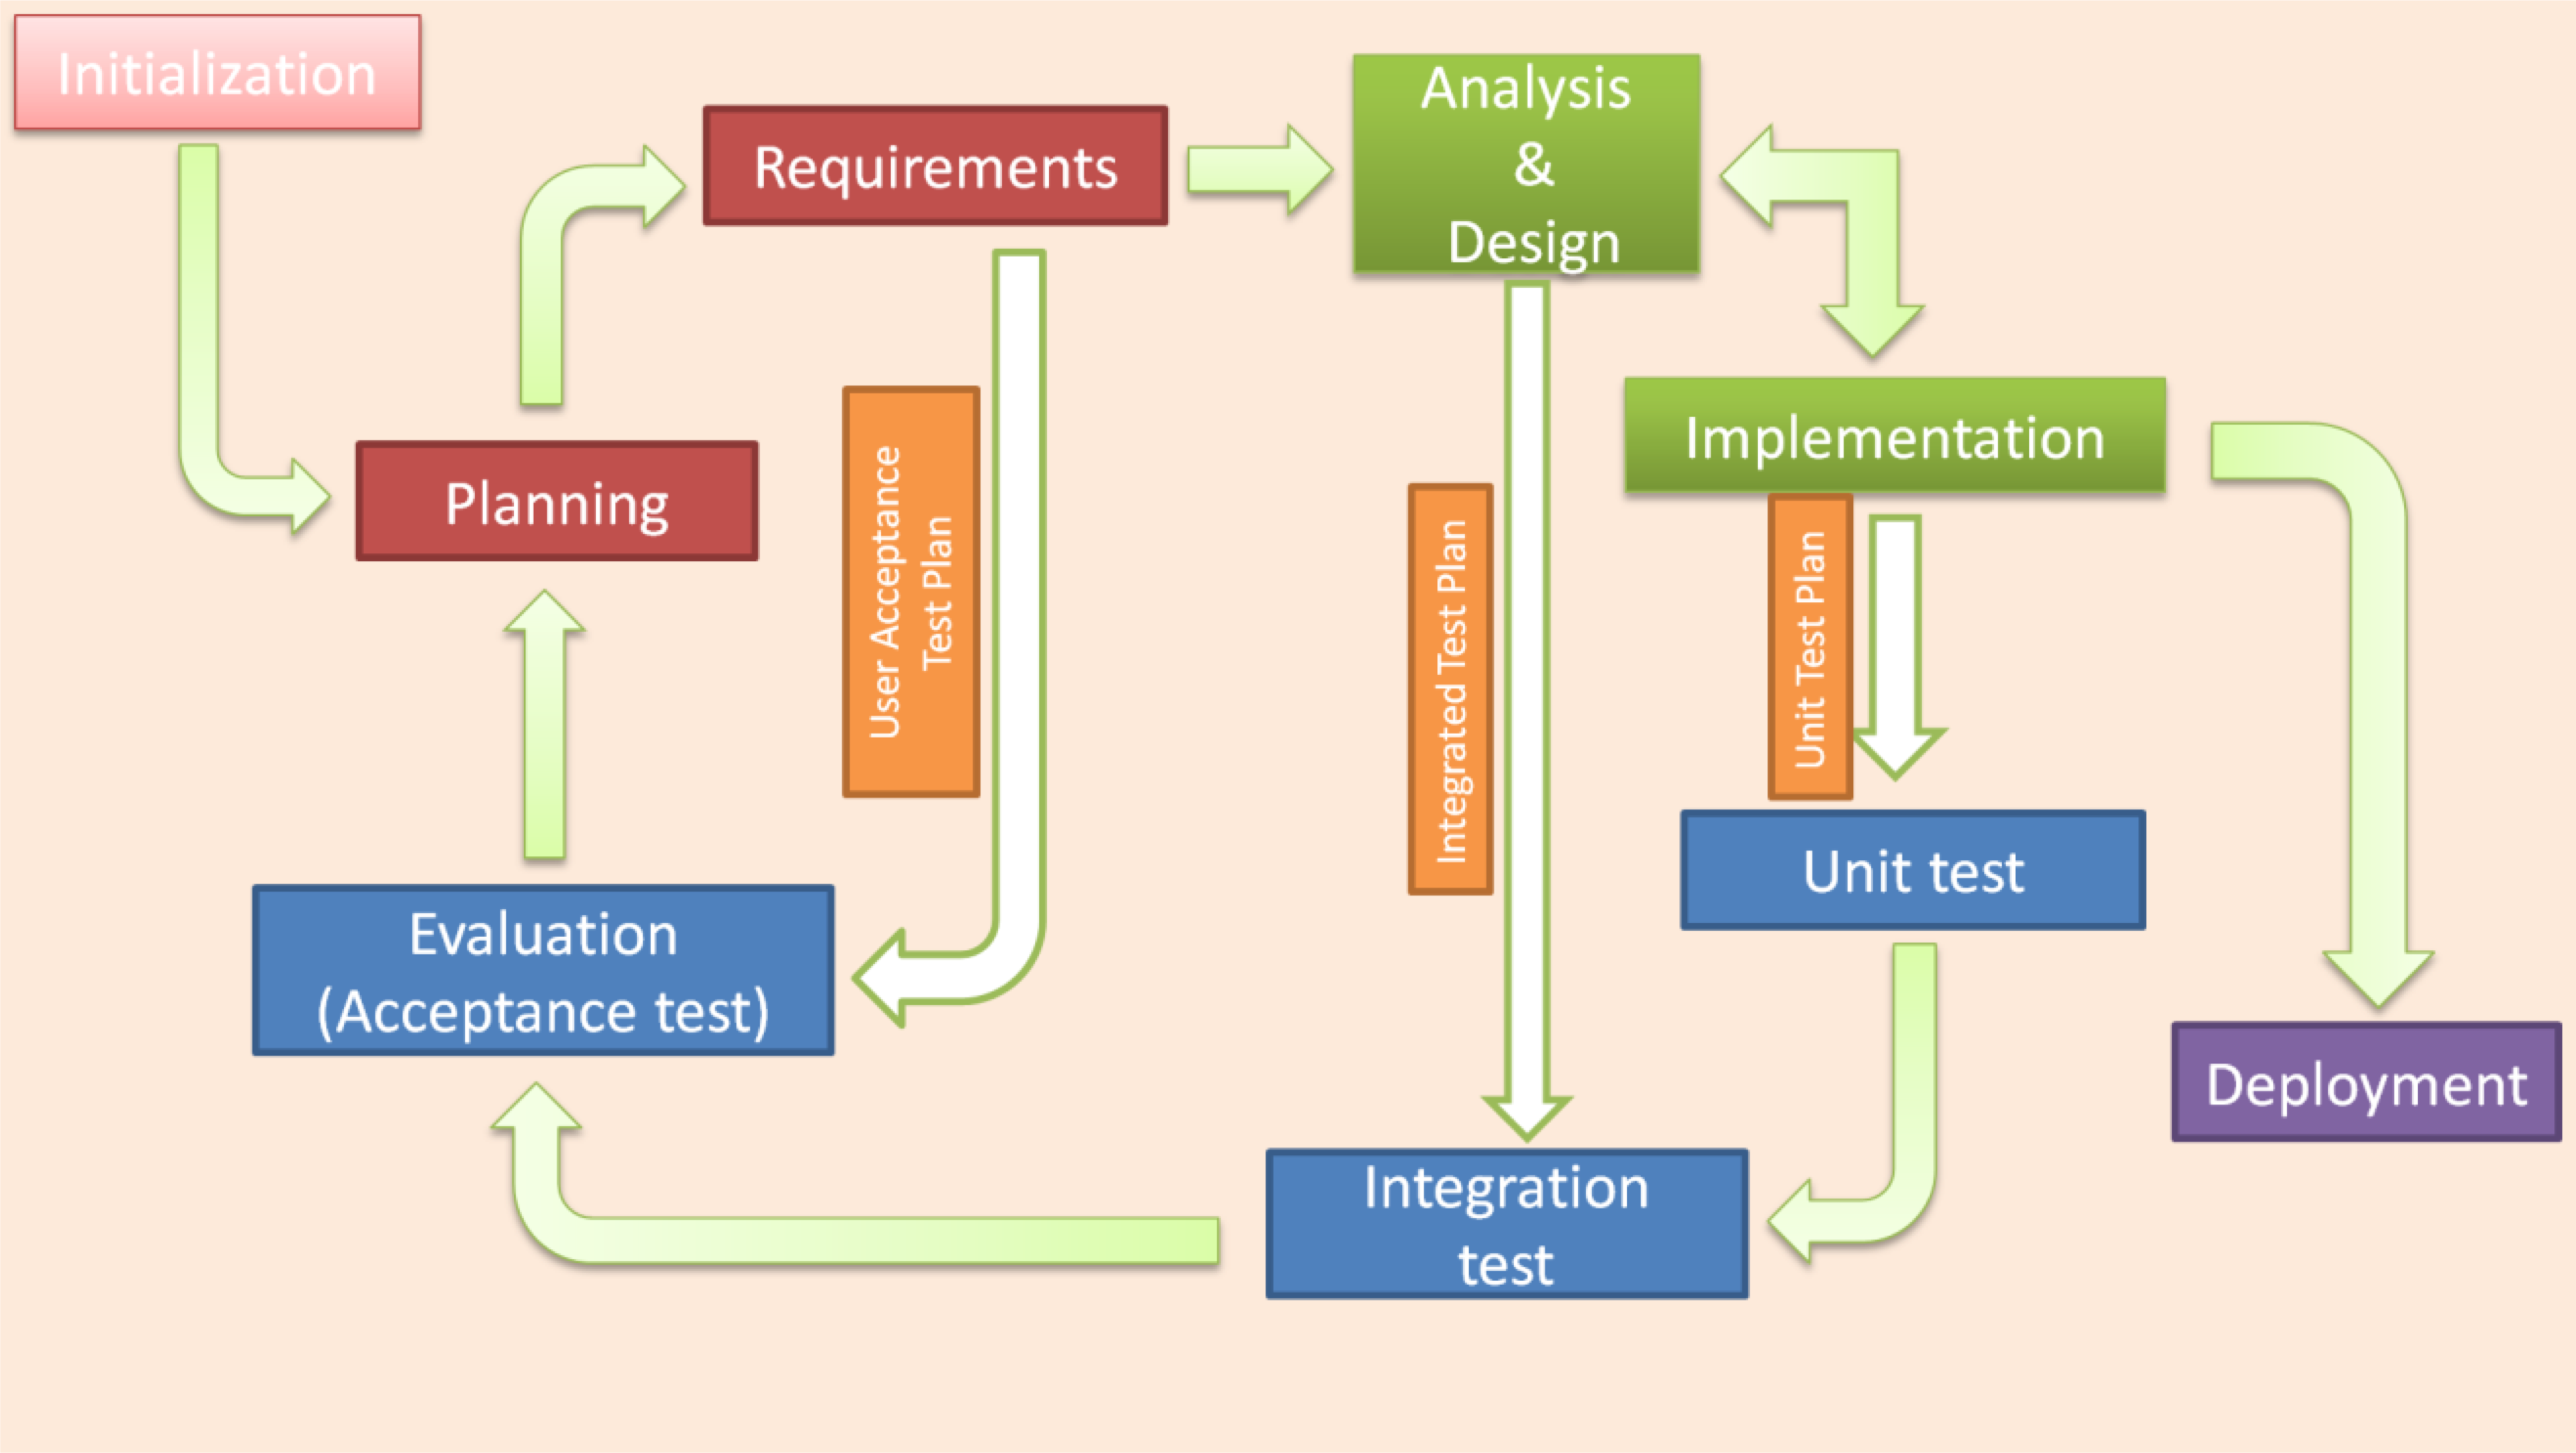 Initialization
Requirements
Analysis
&
Design
Planning
Implementation
User Acceptance
Test Plan
Integrated Test Plan
Unit Test Plan
Unit test
Evaluation
(Acceptance test)
Deployment
Integration
test